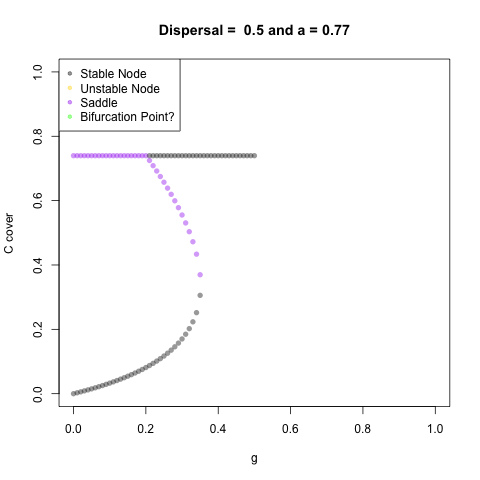 Dispersal =  0.5 and a = 0.77
Stable Node
Unstable Node
Saddle
Bifurcation Point?
C cover
1.0
0.8
0.6
0.4
0.2
0.0
0.0 0.2 0.4 0.6 0.8 1.0
g